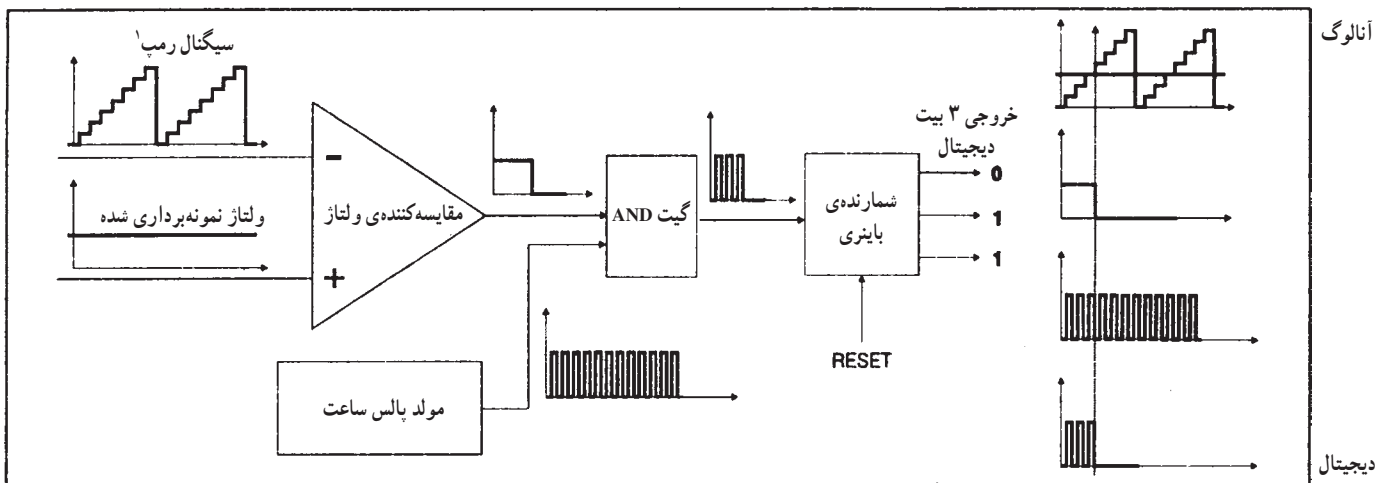 آنالوگ
سیگنال رمپ۱
خروجی ۳ بیت
دیجیتال
0
1
1
–
+
ولتاژ نمونه‌برداری شده
مقایسه‌کننده‌ی ولتاژ
گیت AND
شمارنده‌ی
باینری
RESET
مولد پالس ساعت
دیجیتال